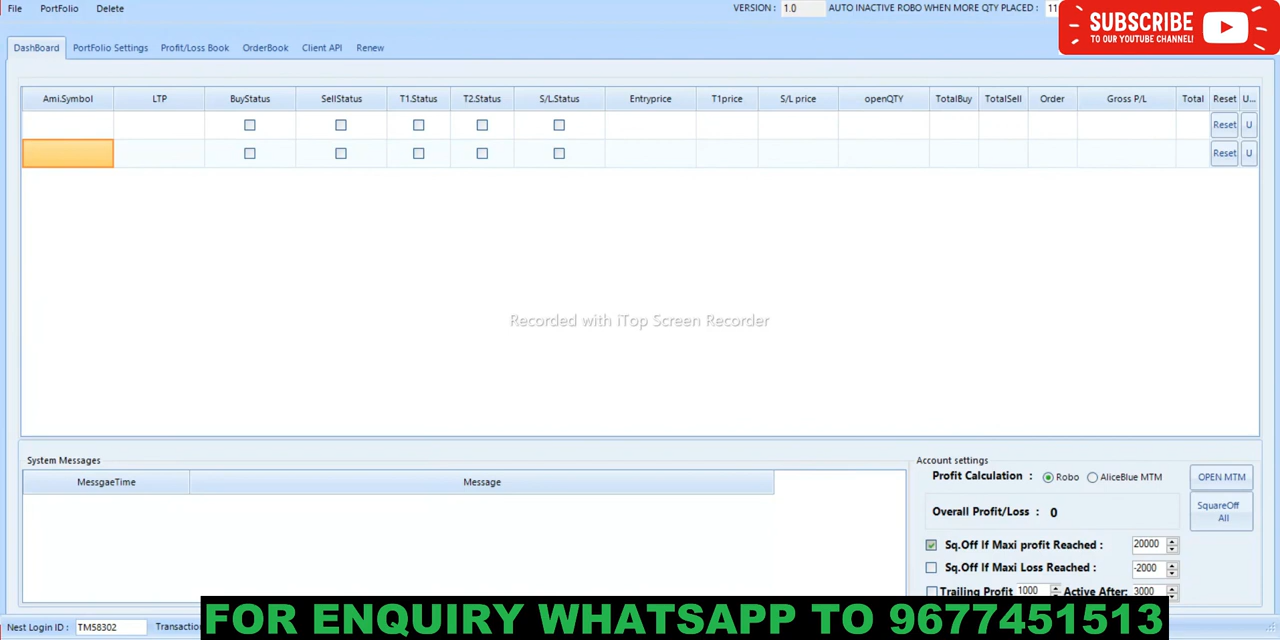 File PortFolio Delete VERSION : 1.0 AUTO INACTIVE ROBO WHEN MORE QTY PLACED : 11
SUBSCRIBE
TO OUR YOUTUBE CHANNEL!
DashBoard PortFolio Settings Profit/Loss Book OrderBook Client API Renew
Ami.Symbol LTP BuyStatus SellStatus T1.Status T2.Status S/L.Status Entryprice T1price S/L price openQTY TotalBuy TotalSell Order Gross P/L Total Reset U...
Reset U
Reset U
Recorded with iTop Screen Recorder
System Messages
MessgaeTime Message
Account settings
Profit Calculation : Robo AliceBlue MTM OPEN MTM
Overall Profit/Loss : 0
SquareOff
All
Sq.Off If Maxi profit Reached : 20000
Sq.Off If Maxi Loss Reached : -2000
Trailing Profit 1000 Active After: 3000
Nest Login ID : TMS8302 Transactio
FOR ENQUIRY WHATSAPP TO 9677451513